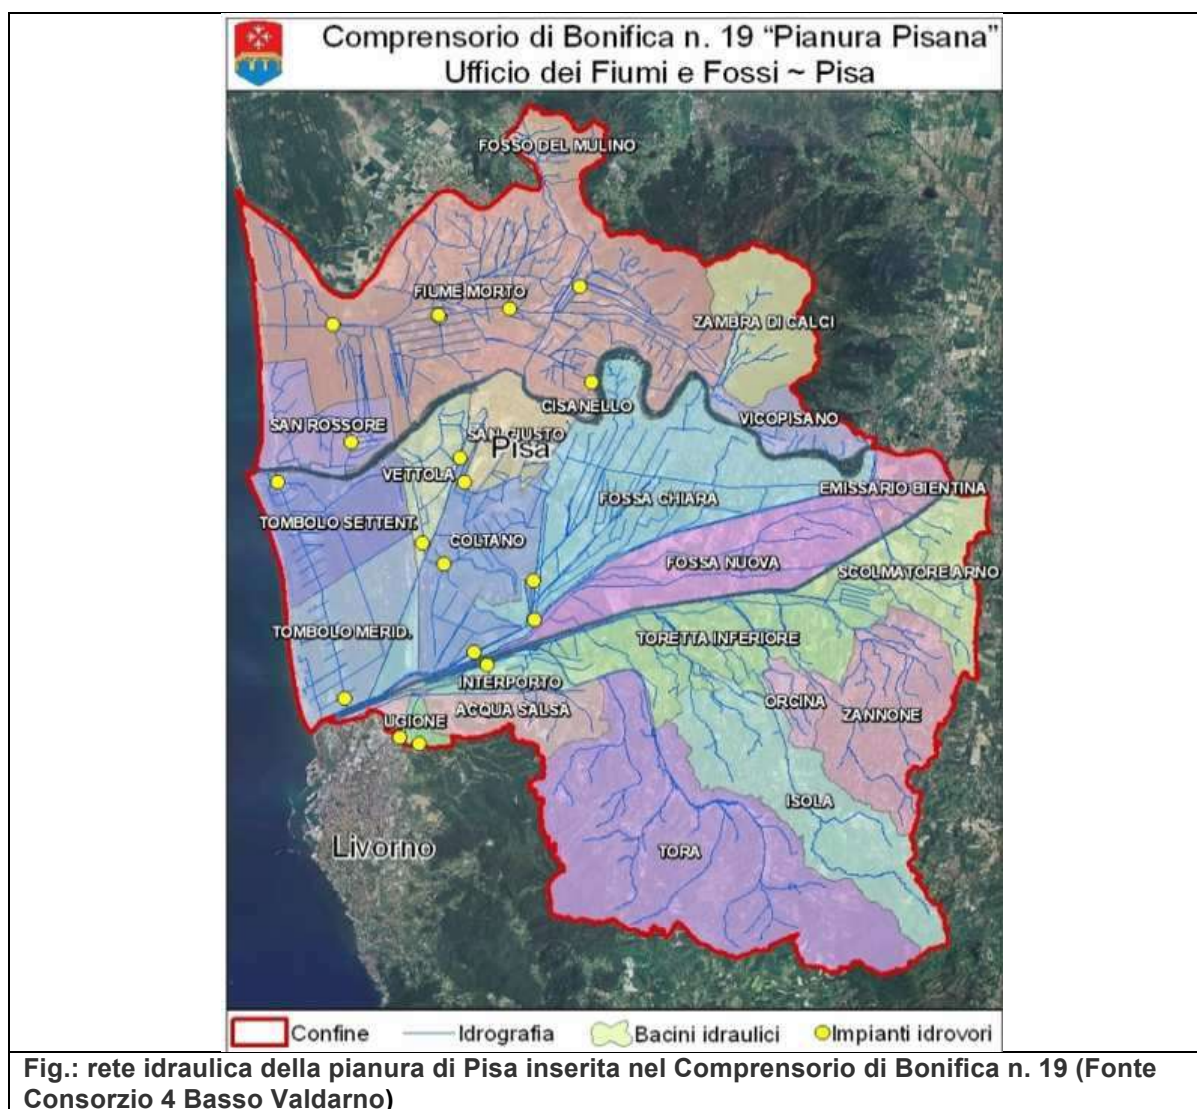 Comprensorio di Bonifica n. 19 "Pianura Pisana"
Ufficio dei Fiumi e Fossi ~ Pisa
FOSSO DEL MULINO
FIUME MORTO
ZAMBRA DI CALCI
CISANELLO
VICOPISANO
SAN ROSSORE
SAN GIUSTO
Pisa
VETTOLA
EMISSARIO BIENTINA
FOSSA CHIARA
TOMBOLO SETTENT.
COLTANO
FOSSA NUOVA
SCOLMATORE ARNO
TOMBOLO MERID.
TORETTA INFERIORE
INTERPORTO
ORCINA
ACQUA SALSA
ZANNONE
UGIONE
ISOLA
Livorno
TORA
Confine
Idrografia
Bacini idraulici
Impianti idrovori
Fig.: rete idraulica della pianura di Pisa inserita nel Comprensorio di Bonifica n. 19 (Fonte
Consorzio 4 Basso Valdarno)